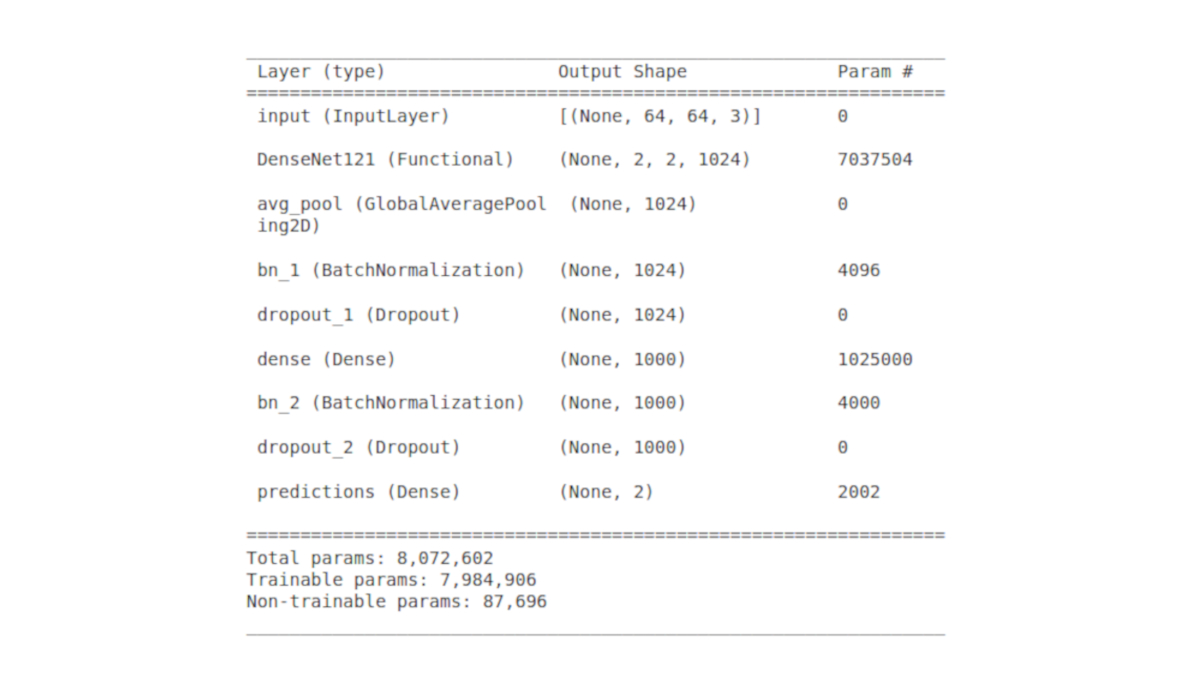 Layer (type) Output Shape Param #
input (InputLayer) [(None, 64, 64, 3)] 0
DenseNet121 (Functional) (None, 2, 2, 1024) 7037504
avg_pool (GlobalAveragePool (None, 1024) 0
ing2D)
bn_1 (BatchNormalization) (None, 1024) 4096
dropout_1 (Dropout) (None, 1024) 0
dense (Dense) (None, 1000) 1025000
bn_2 (BatchNormalization) (None, 1000) 4000
dropout_2 (Dropout) (None, 1000) 0
predictions (Dense) (None, 2) 2002
Total params: 8,072,602
Trainable params: 7,984,906
Non-trainable params: 87,696